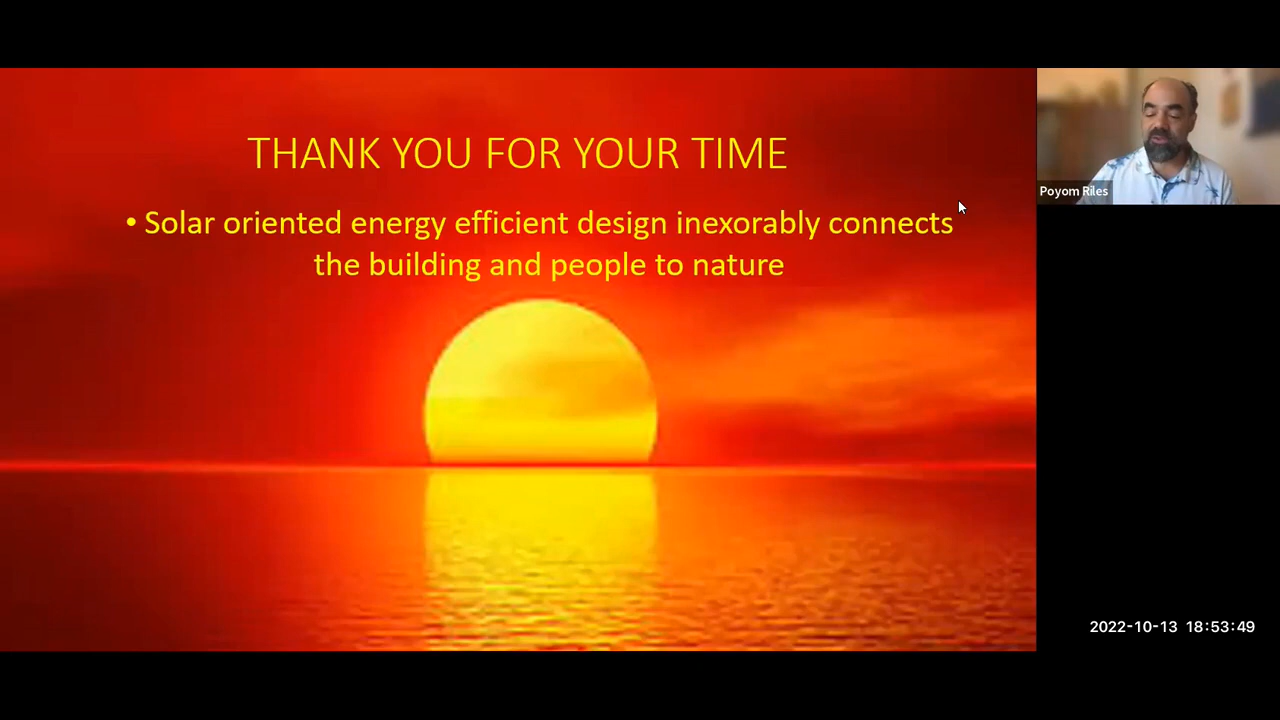 THANK YOU FOR YOUR TIME
• Solar oriented energy efficient design inexorably connects
the building and people to nature
Poyom Riles
2022-10-13 18:53:49